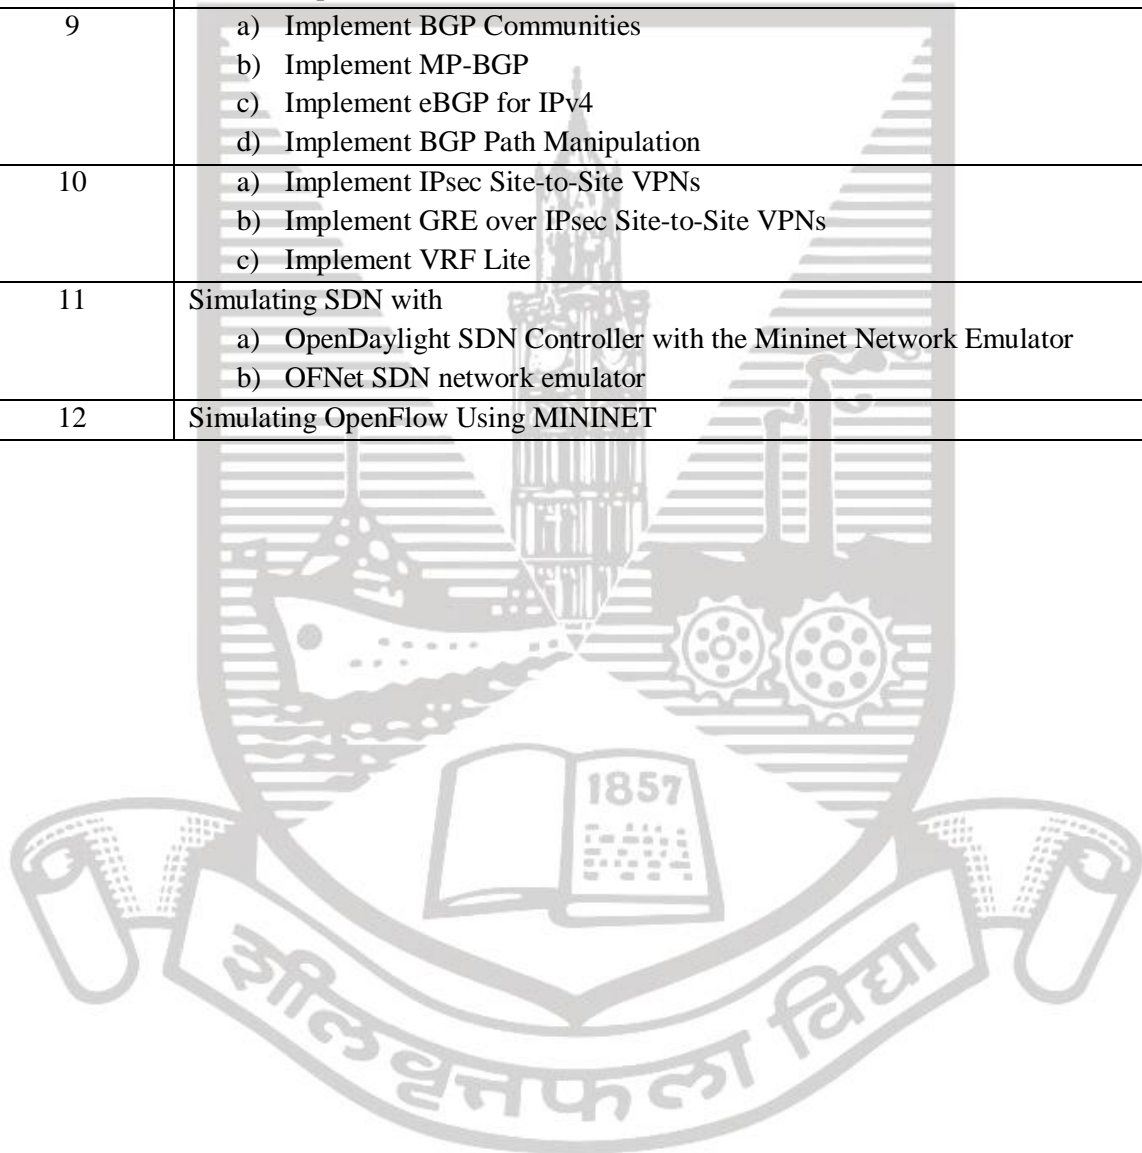 9
a) Implement BGP Communities
b) Implement MP-BGP
c) Implement eBGP for IPv4
d) Implement BGP Path Manipulation
10
a) Implement IPsec Site-to-Site VPNs
b) Implement GRE over IPsec Site-to-Site VPNs
c) Implement VRF Lite
11
Simulating SDN with
a) OpenDaylight SDN Controller with the Mininet Network Emulator
b) OFNet SDN network emulator
12
Simulating OpenFlow Using MININET
1857
शीलवृत्तफला विद्या